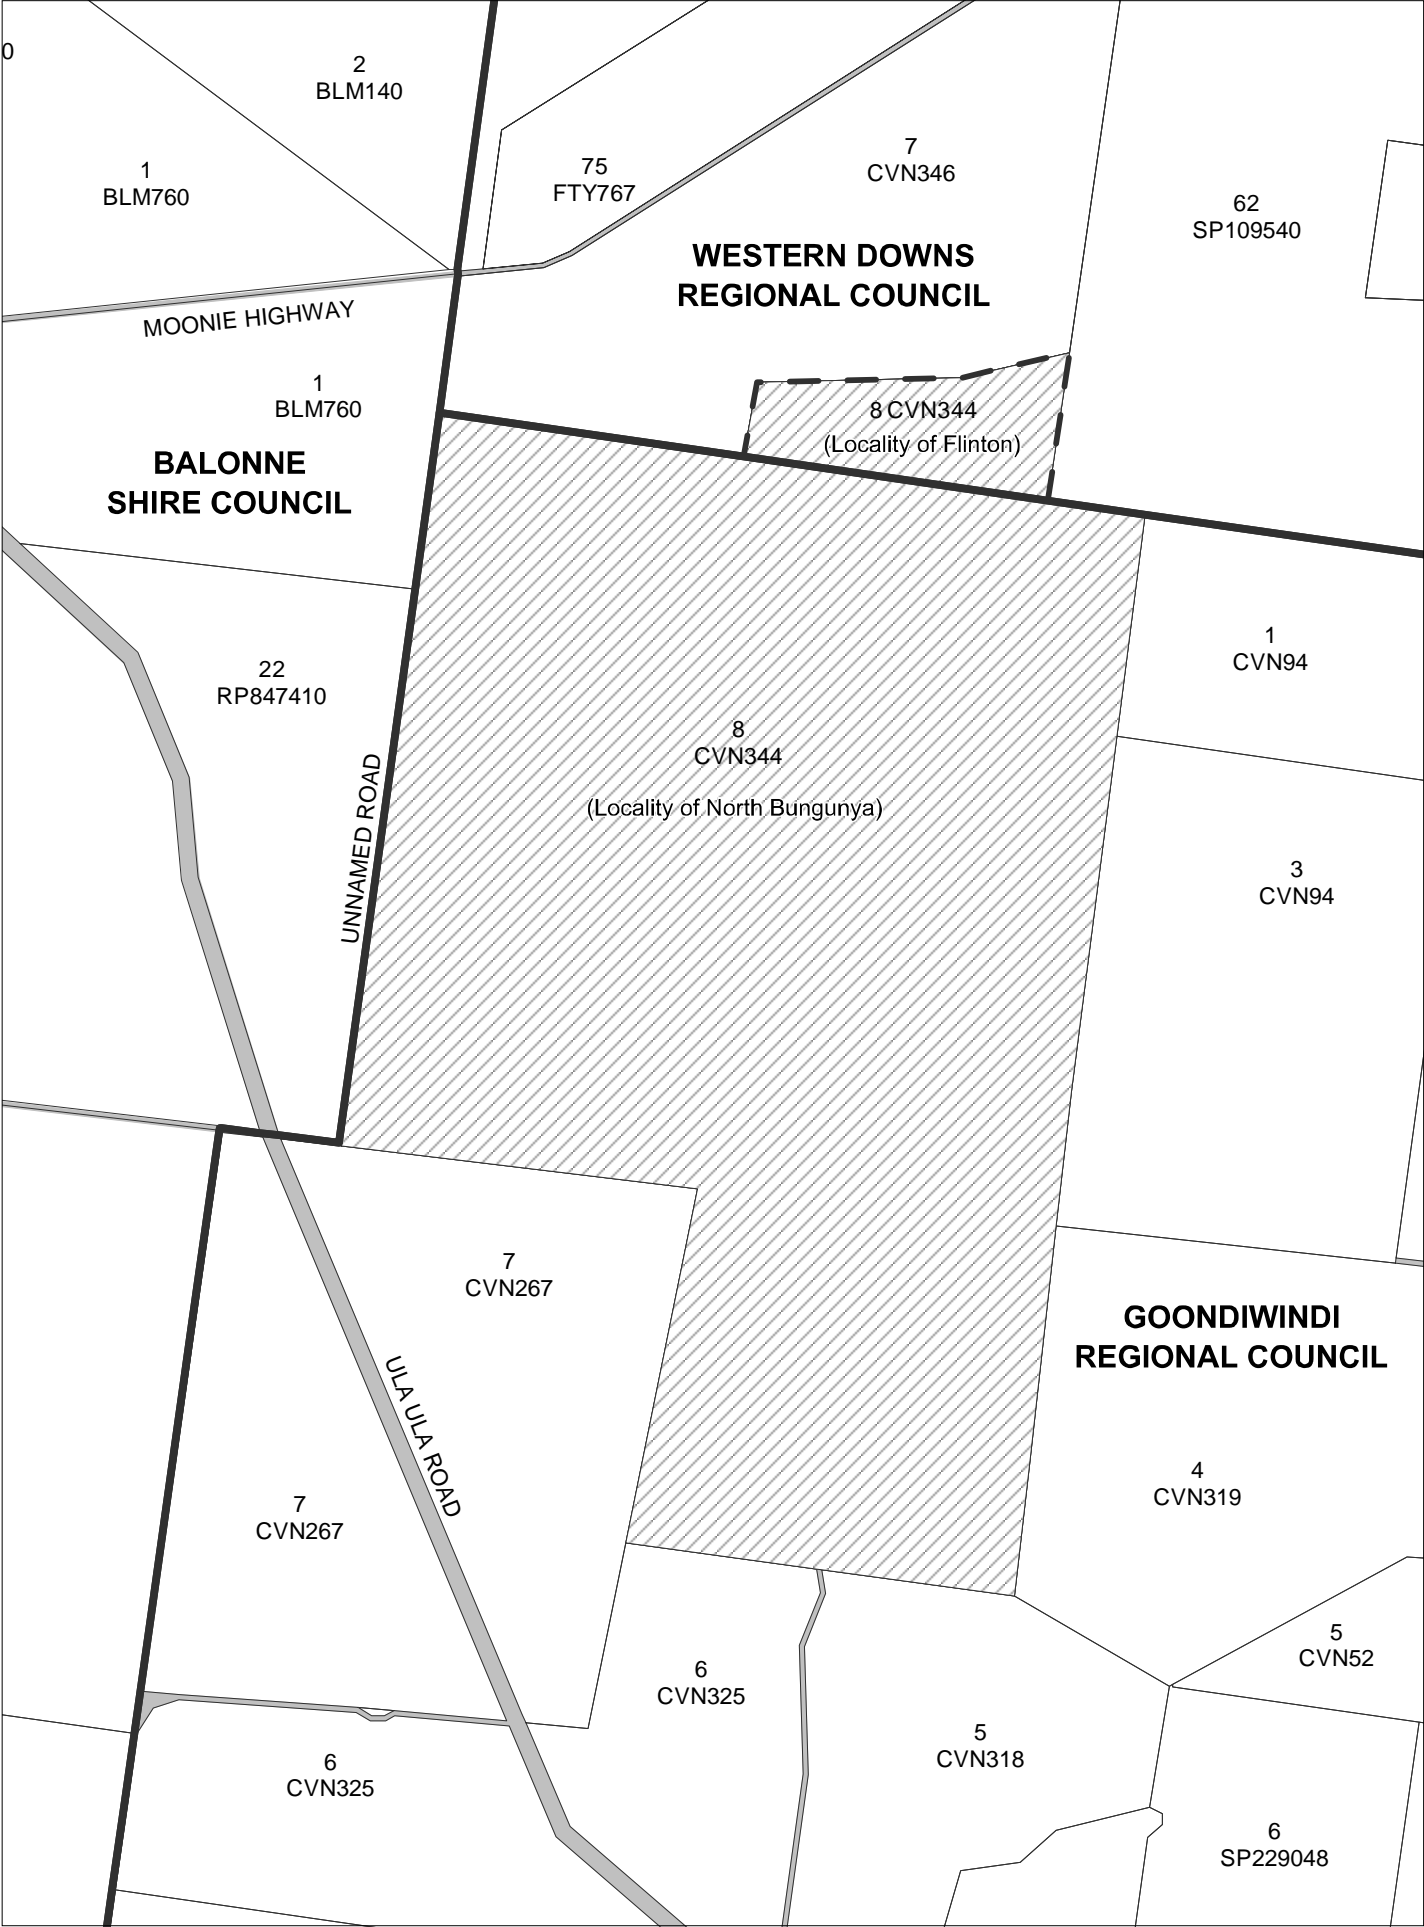 0
2
BLM140
1
BLM760
75
FTY767
7
CVN346
62
SP109540
WESTERN DOWNS
REGIONAL COUNCIL
MOONIE HIGHWAY
1
BLM760
8 CVN344
(Locality of Flinton)
BALONNE
SHIRE COUNCIL
22
RP847410
1
CVN94
8
CVN344
(Locality of North Bungunya)
UNNAMED ROAD
3
CVN94
7
CVN267
GOONDIWINDI
REGIONAL COUNCIL
ULA ULA ROAD
4
CVN319
7
CVN267
5
CVN52
6
CVN325
5
CVN318
6
CVN325
6
SP229048